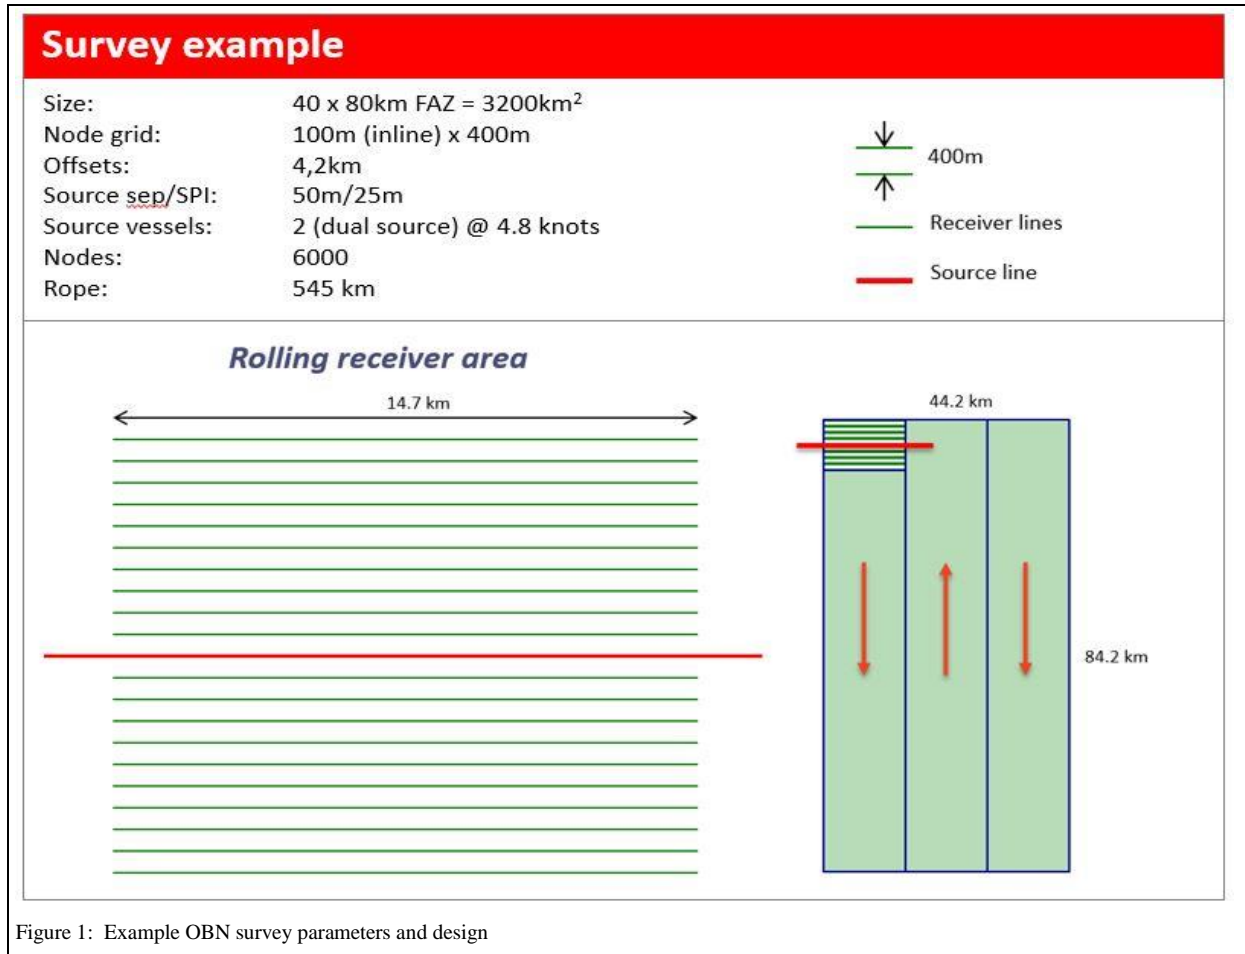 Survey example
Size: 40 x 80km FAZ = 3200km²
Node grid: 100m (inline) x 400m
Offsets: 4,2km
Source sep/SPI: 50m/25m
Source vessels: 2 (dual source) @ 4.8 knots
Nodes: 6000
Rope: 545 km
400m
Receiver lines
Source line
Rolling receiver area
14.7 km
44.2 km
84.2 km
Figure 1: Example OBN survey parameters and design